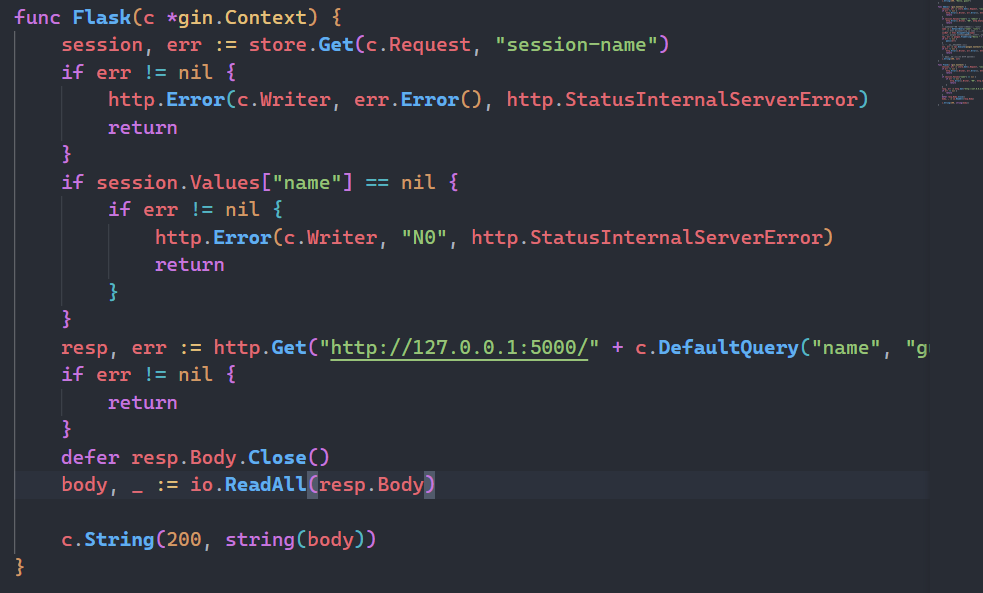 func Flask(c *gin.Context) {
    session, err := store.Get(c.Request, "session-name")
    if err != nil {
        http.Error(c.Writer, err.Error(), http.StatusInternalServerError)
        return
    }
    if session.Values["name"] == nil {
        if err != nil {
            http.Error(c.Writer, "N0", http.StatusInternalServerError)
            return
        }
    }
    resp, err := http.Get("http://127.0.0.1:5000/" + c.DefaultQuery("name", "g
    if err != nil {
        return
    }
    defer resp.Body.Close()
    body, _ := io.ReadAll(resp.Body)
    c.String(200, string(body))
}